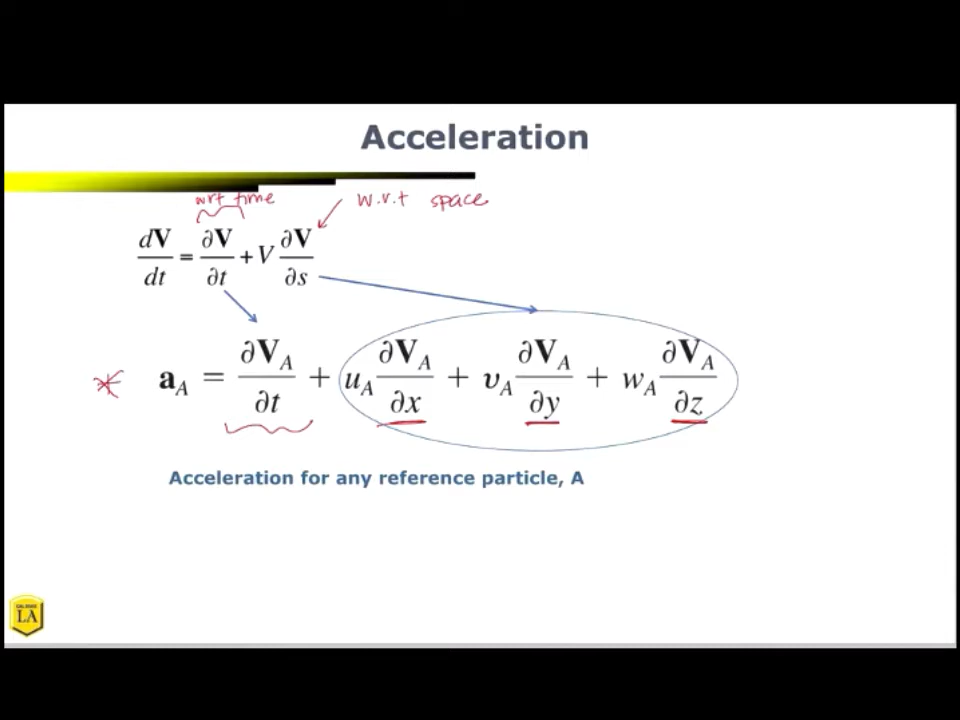 Acceleration
wrt time
w.r.t space
dV/dt = ∂V/∂t + V ∂V/∂s
* a_A = ∂V_A/∂t + u_A ∂V_A/∂x + v_A ∂V_A/∂y + w_A ∂V_A/∂z
Acceleration for any reference particle, A
LA